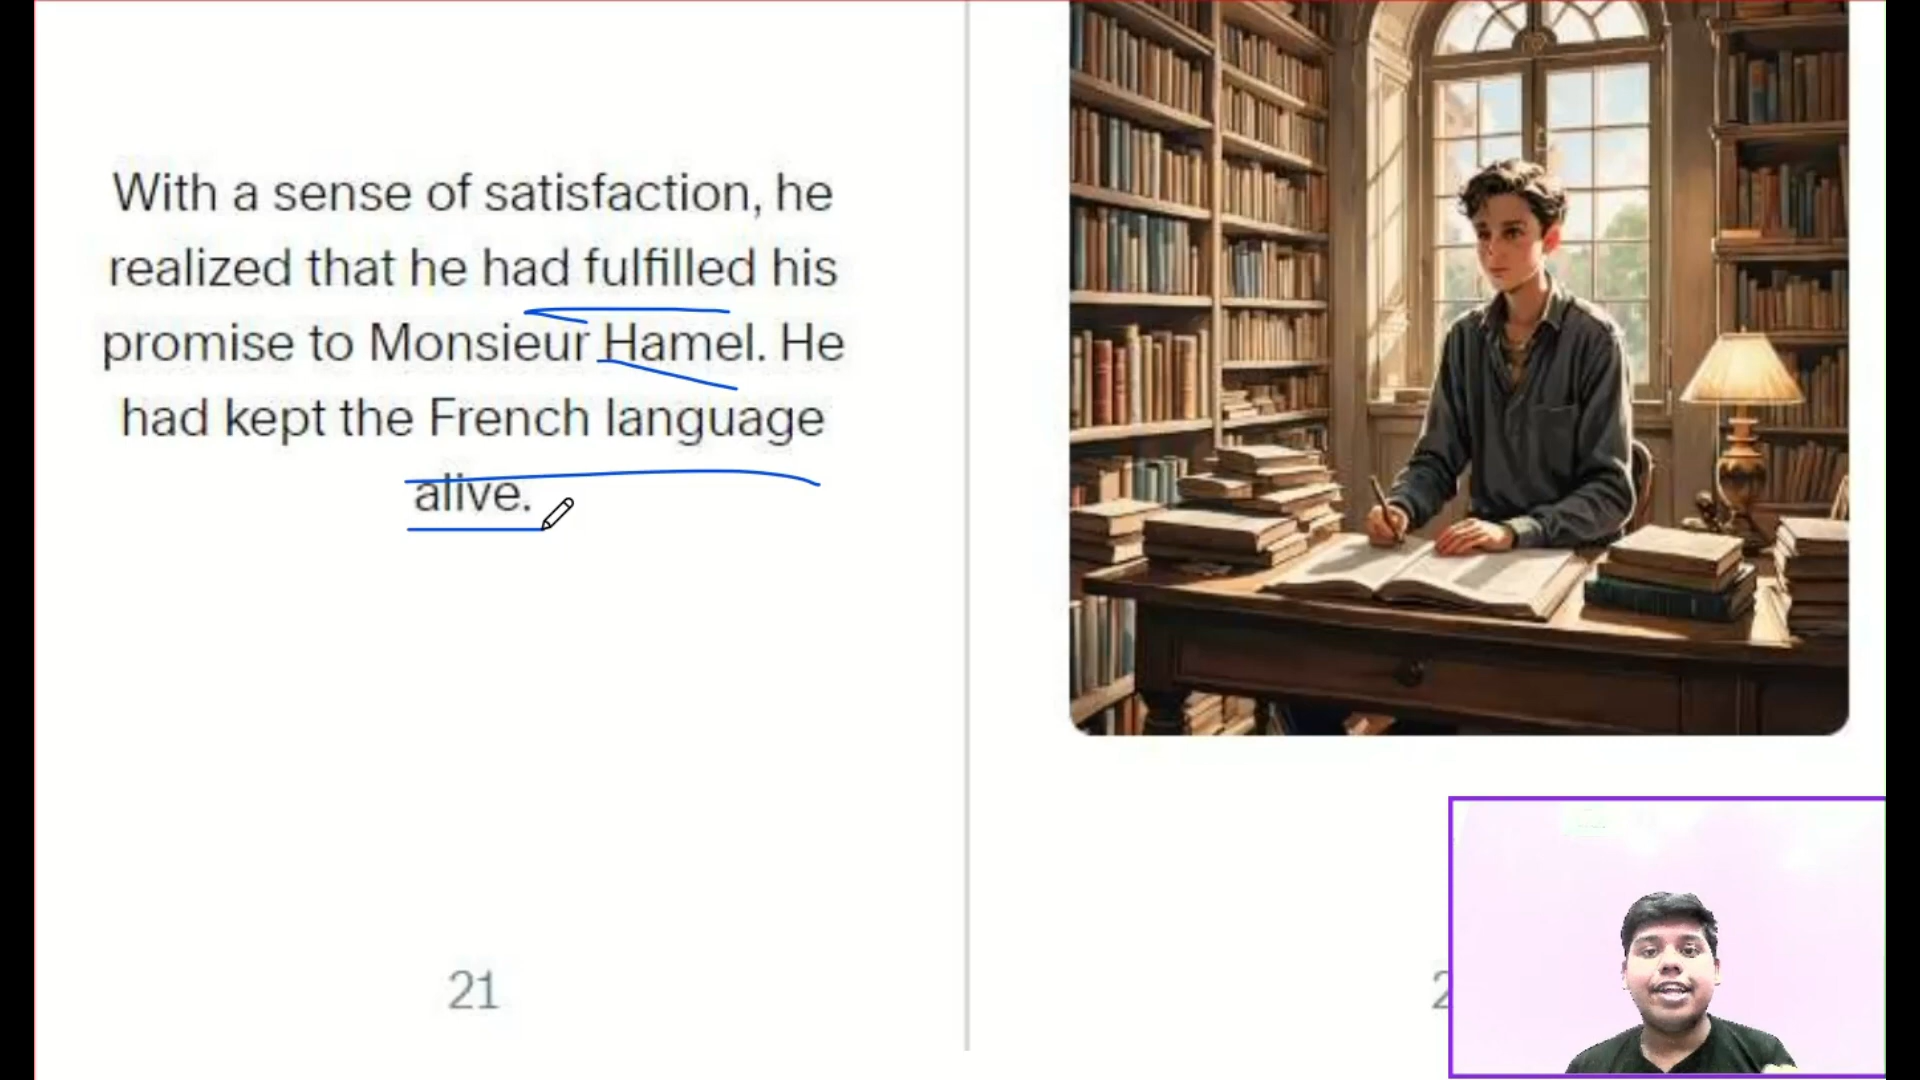 With a sense of satisfaction, he
realized that he had fulfilled his
promise to Monsieur Hamel. He
had kept the French language
alive.
21
2